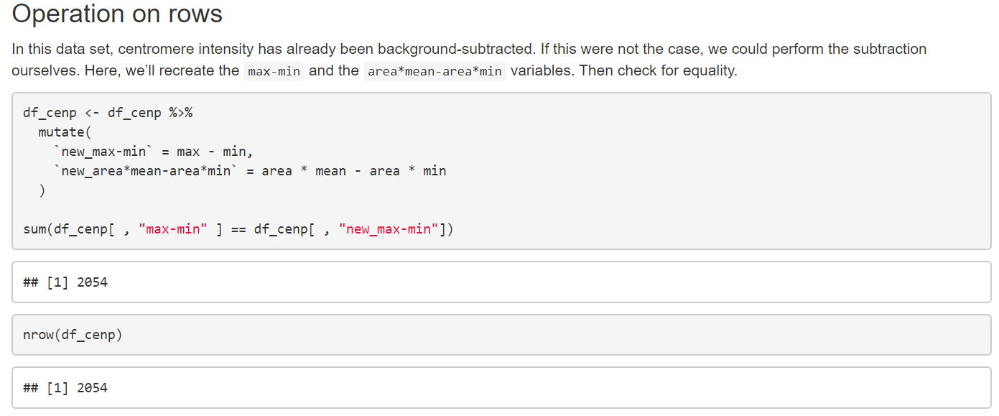 Operation on rows
In this data set, centromere intensity has already been background-subtracted. If this were not the case, we could perform the subtraction
ourselves. Here, we’ll recreate the max-min and the area*mean-area*min variables. Then check for equality.
df_cenp <- df_cenp %>%
  mutate(
    `new_max-min` = max - min,
    `new_area*mean-area*min` = area * mean - area * min
  )
sum(df_cenp[ , "max-min" ] == df_cenp[ , "new_max-min"])
## [1] 2054
nrow(df_cenp)
## [1] 2054